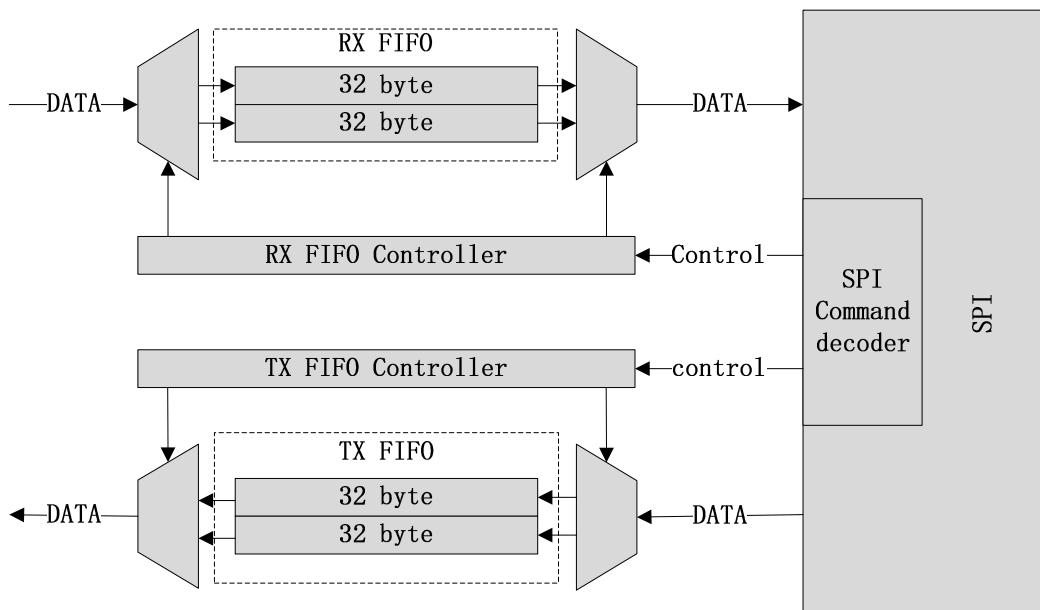 RX FIFO
32 byte
32 byte
DATA
DATA
RX FIFO Controller
Control
SPI
Command
decoder
SPI
TX FIFO Controller
control
TX FIFO
32 byte
32 byte
DATA
DATA